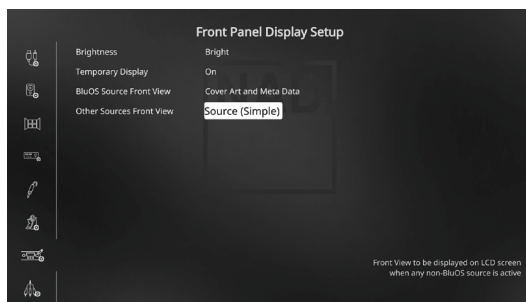 Front Panel Display Setup
Brightness Bright
Temporary Display On
BluOS Source Front View Cover Art and Meta Data
Other Sources Front View Source (Simple)
NAD
Front View to be displayed on LCD screen
when any non-BluOS source is active